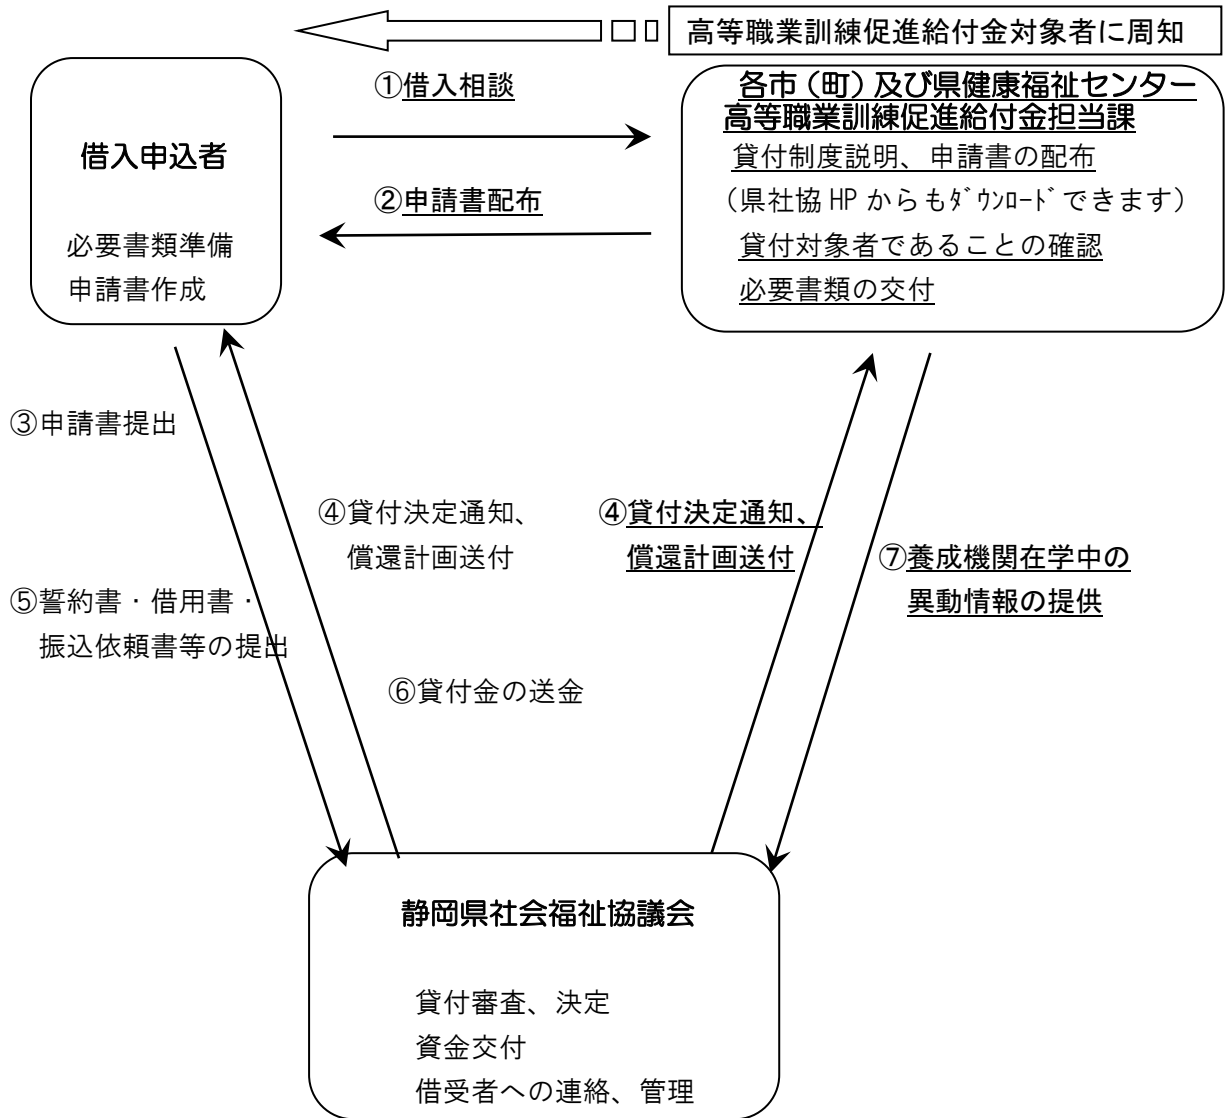 高等職業訓練促進給付金対象者に周知
①借入相談
各市（町）及び県健康福祉センター
高等職業訓練促進給付金担当課
借入申込者
貸付制度説明、申請書の配布
②申請書配布
（県社協 HP からもﾀﾞｳﾝﾛｰﾄﾞできます）
必要書類準備
申請書作成
貸付対象者であることの確認
必要書類の交付
③申請書提出
④貸付決定通知、
償還計画送付
④貸付決定通知、
償還計画送付
⑦養成機関在学中の
異動情報の提供
⑤誓約書・借用書・
振込依頼書等の提出
⑥貸付金の送金
静岡県社会福祉協議会
貸付審査、決定
資金交付
借受者への連絡、管理